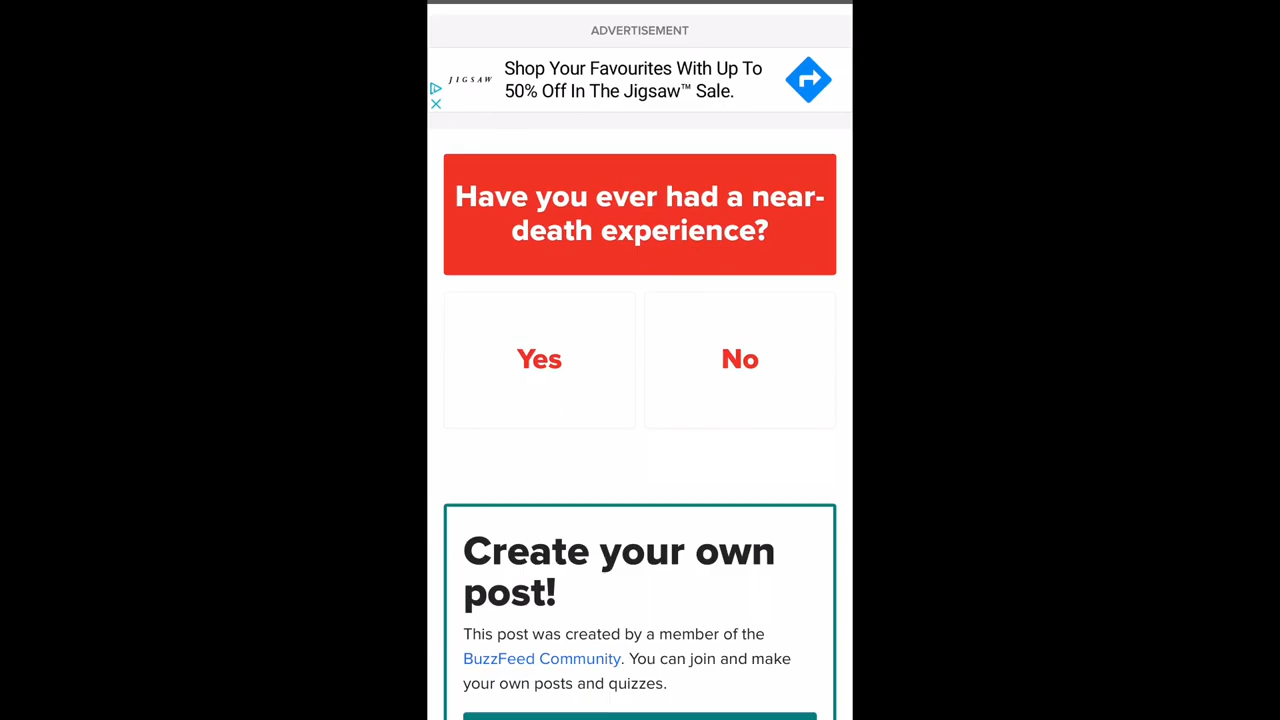 ADVERTISEMENT
JIGSAW
Shop Your Favourites With Up To
50% Off In The Jigsaw™ Sale.
Have you ever had a near-
death experience?
Yes
No
Create your own
post!
This post was created by a member of the
BuzzFeed Community. You can join and make
your own posts and quizzes.